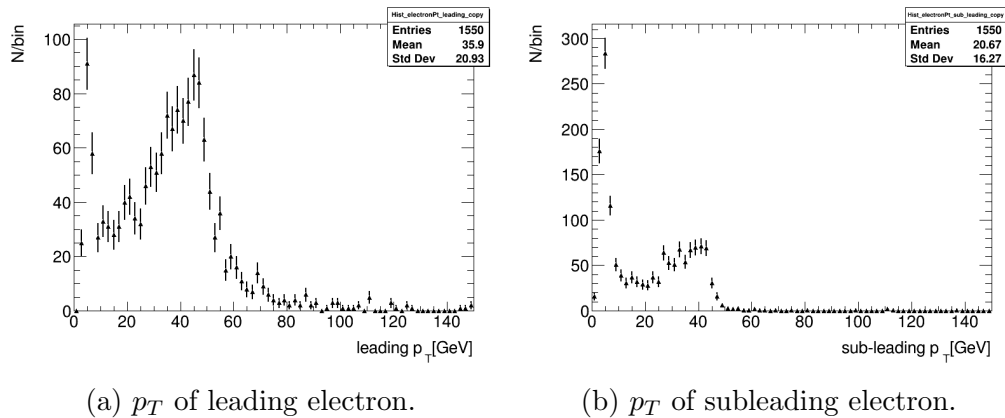 Hist_electronPt_leading_copy
Entries 1550
Mean 35.9
Std Dev 20.93
N/bin
100
80
60
40
20
0
0 20 40 60 80 100 120 140
leading p_T[GeV]
(a) p_T of leading electron.
Hist_electronPt_sub_leading_copy
Entries 1550
Mean 20.67
Std Dev 16.27
N/bin
300
250
200
150
100
50
0
0 20 40 60 80 100 120 140
sub-leading p_T[GeV]
(b) p_T of subleading electron.